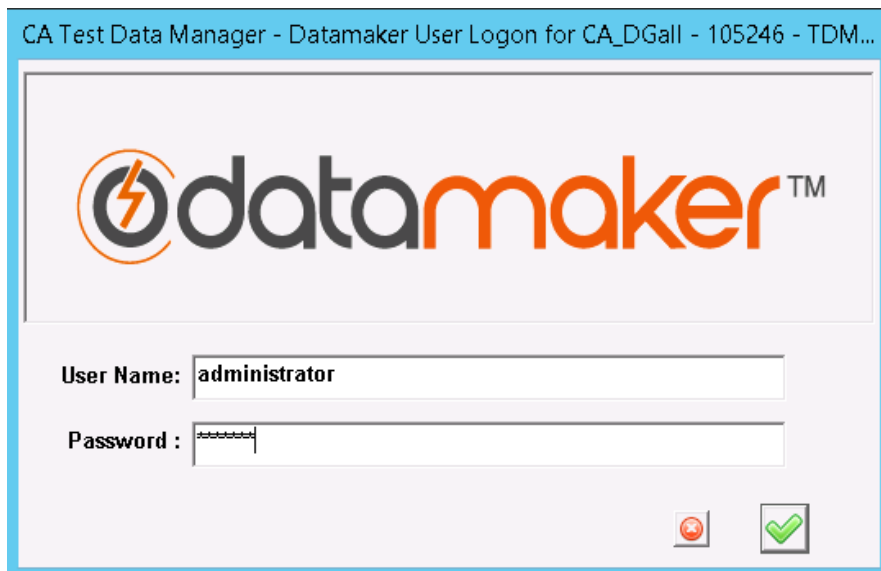 CA Test Data Manager - Datamaker User Logon for CA_DGall - 105246 - TDM...
datamaker™
User Name: administrator
Password : ********